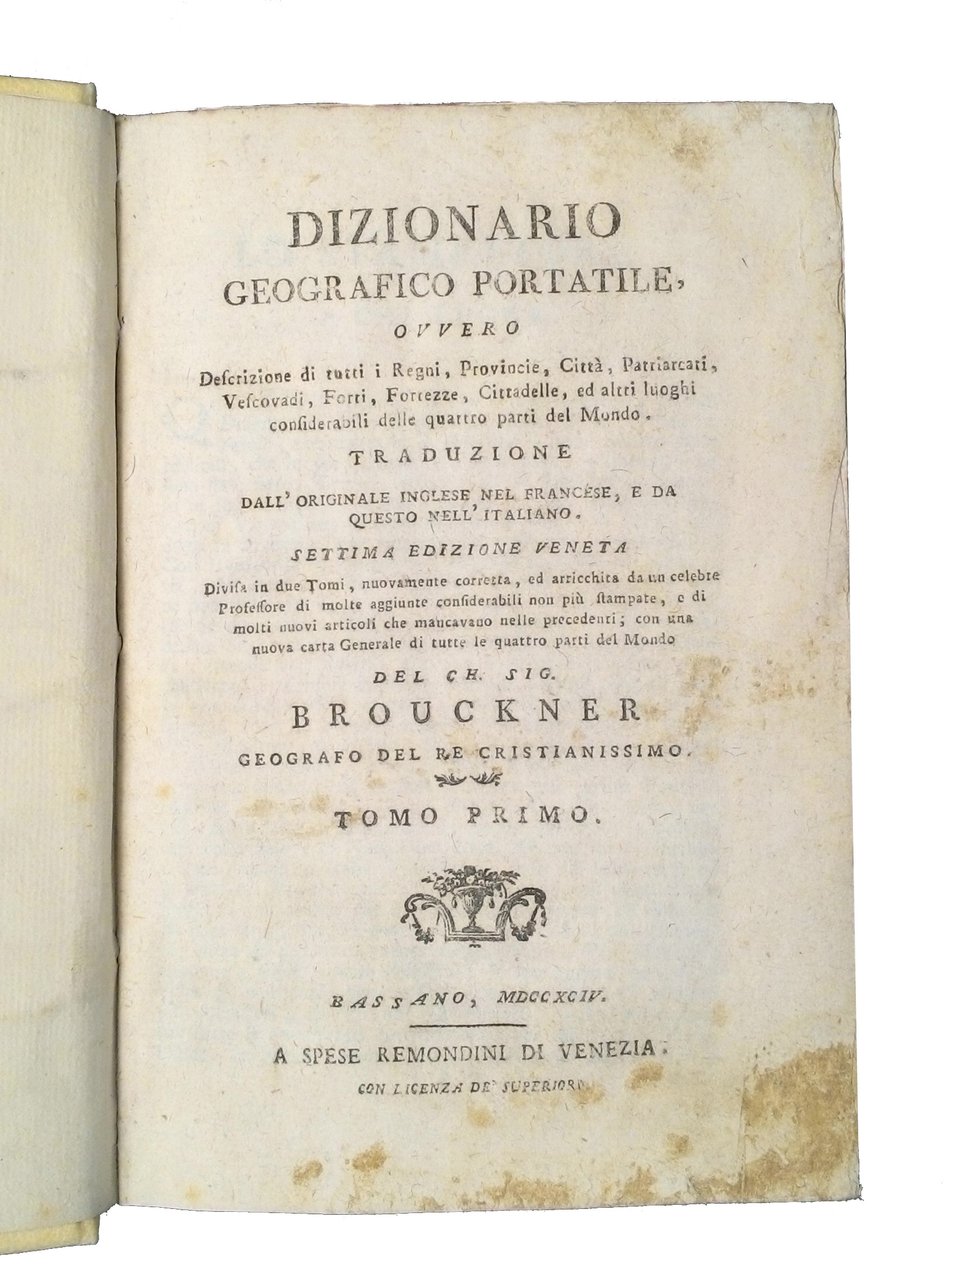 DIZIONARIO
GEOGRAFICO PORTATILE,
OVVERO
Deſcrizione di tutti i Regni, Provincie, Città, Patriarcati,
Veſcovadi, Forti, Fortezze, Cittadelle, ed altri luoghi
conſiderabili delle quattro parti del Mondo.
TRADUZIONE
DALL' ORIGINALE INGLESE NEL FRANCESE, E DA
QUESTO NELL' ITALIANO.
SETTIMA EDIZIONE VENETA
Diviſa in due Tomi, nuovamente corretta, ed arricchita da un celebre
Profeſſore di molte aggiunte conſiderabili non più ſtampate, e di
molti nuovi articoli che mancavano nelle precedenti; con una
nuova carta Generale di tutte le quattro parti del Mondo
DEL CH. SIG.
BROUCKNER
GEOGRAFO DEL RE CRISTIANISSIMO.
TOMO PRIMO.
BASSANO, MDCCXCIV.
A SPESE REMONDINI DI VENEZIA.
CON LICENZA DE' SUPERIORI.